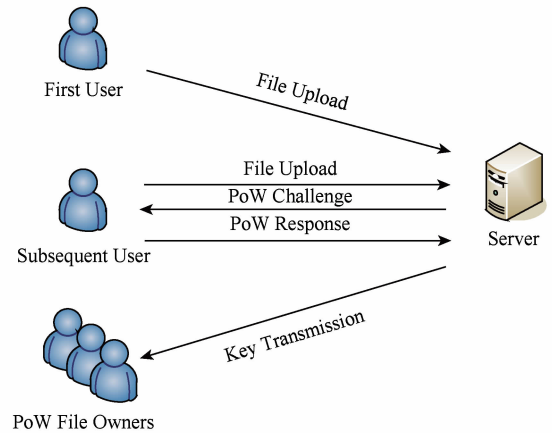 First User
File Upload
File Upload
PoW Challenge
PoW Response
Subsequent User
Server
Key Transmission
PoW File Owners